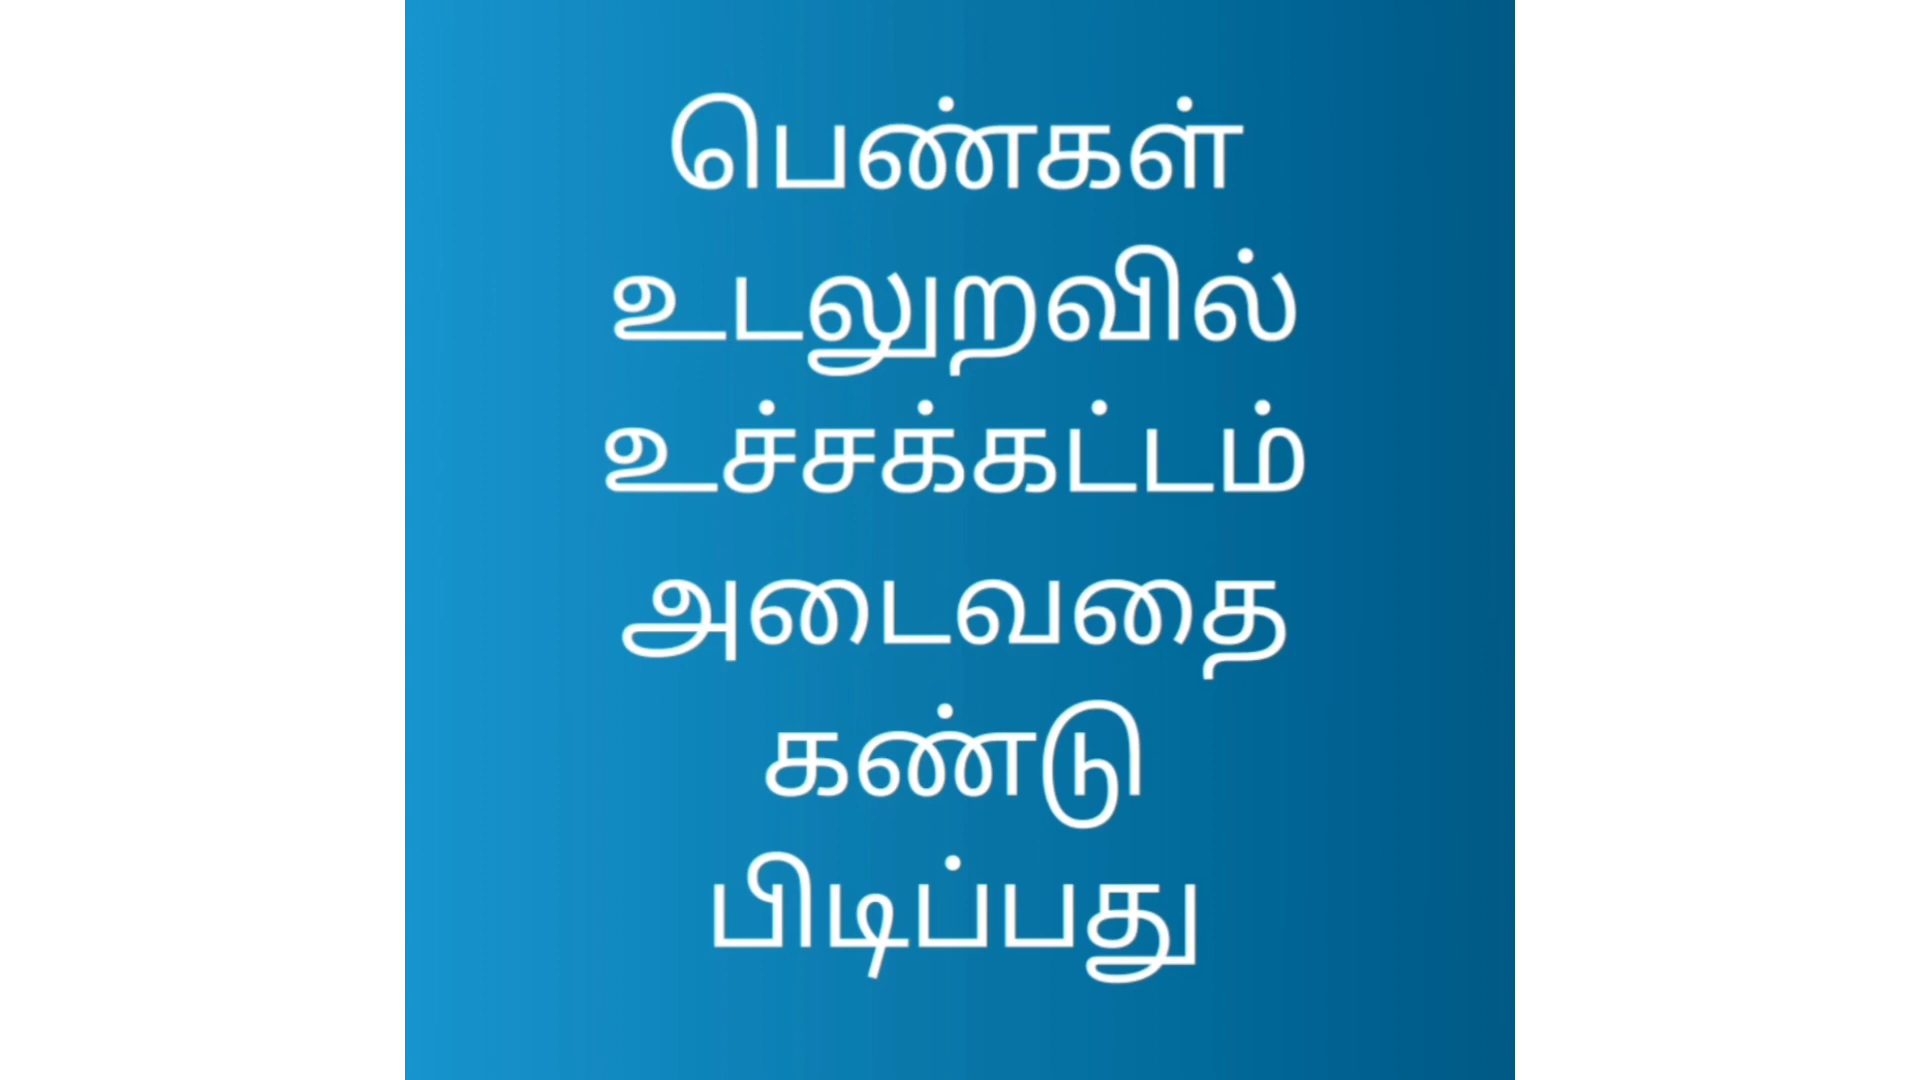 பெண்கள்
உடலுறவில்
உச்சக்கட்டம்
அடைவதை
கண்டு
பிடிப்பது